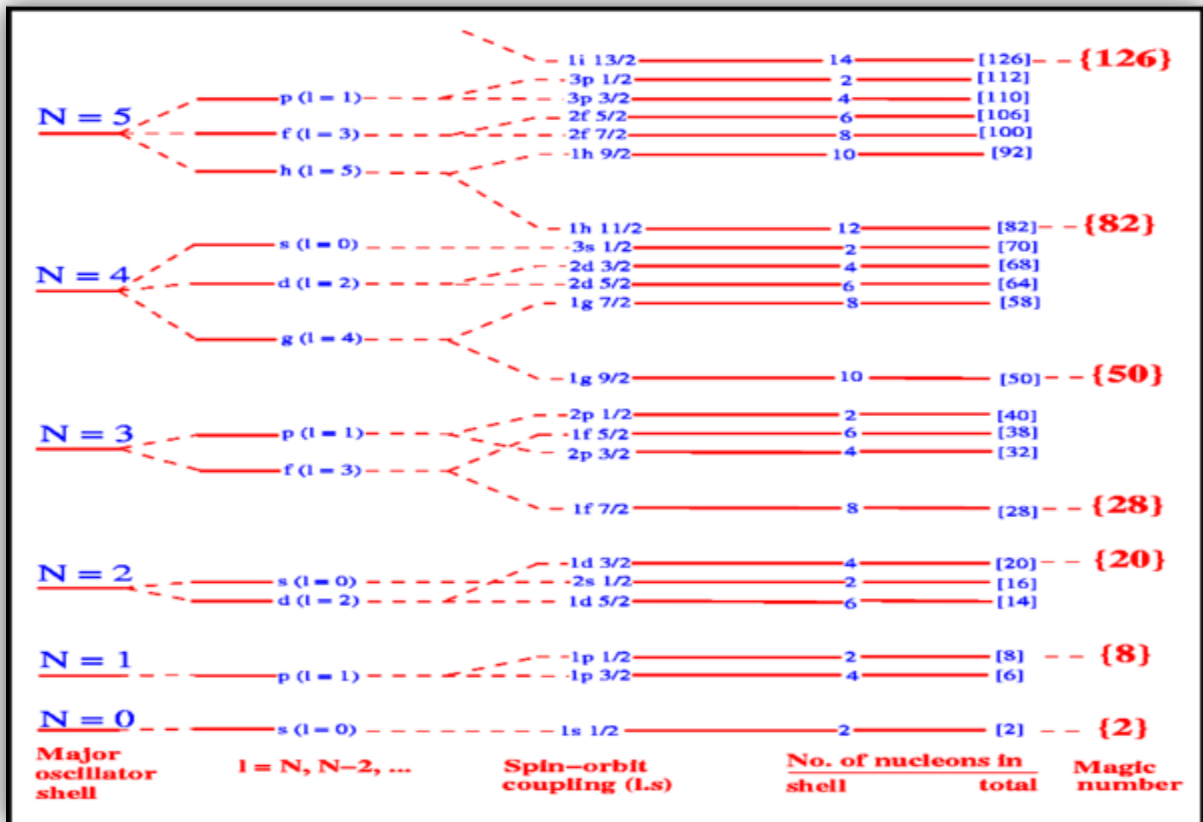 1i 13/2 14 [126] {126}
3p 1/2 2 [112]
p (l = 1) 3p 3/2 4 [110]
N = 5 2f 5/2 6 [106]
f (l = 3) 2f 7/2 8 [100]
1h 9/2 10 [92]
h (l = 5)
1h 11/2 12 [82] {82}
s (l=0) 3s 1/2 2 [70]
2d 3/2 4 [68]
N = 4 d (l=2) 2d 5/2 6 [64]
1g 7/2 8 [58]
g (l = 4)
1g 9/2 10 [50] {50}
2p 1/2 2 [40]
N = 3 p (l=1) 1f 5/2 6 [38]
2p 3/2 4 [32]
f (l = 3)
1f 7/2 8 [28] {28}
1d 3/2 4 [20] {20}
N = 2 s (l=0) 2s 1/2 2 [16]
d (l=2) 1d 5/2 6 [14]
N = 1 1p 1/2 2 [8] {8}
p (l=1) 1p 3/2 4 [6]
N=0 s (l=0) 1s 1/2 2 [2] {2}
Major l = N, N-2, ... Spin-orbit No. of nucleons in Magic
oscillator coupling (l.s) shell total number
shell